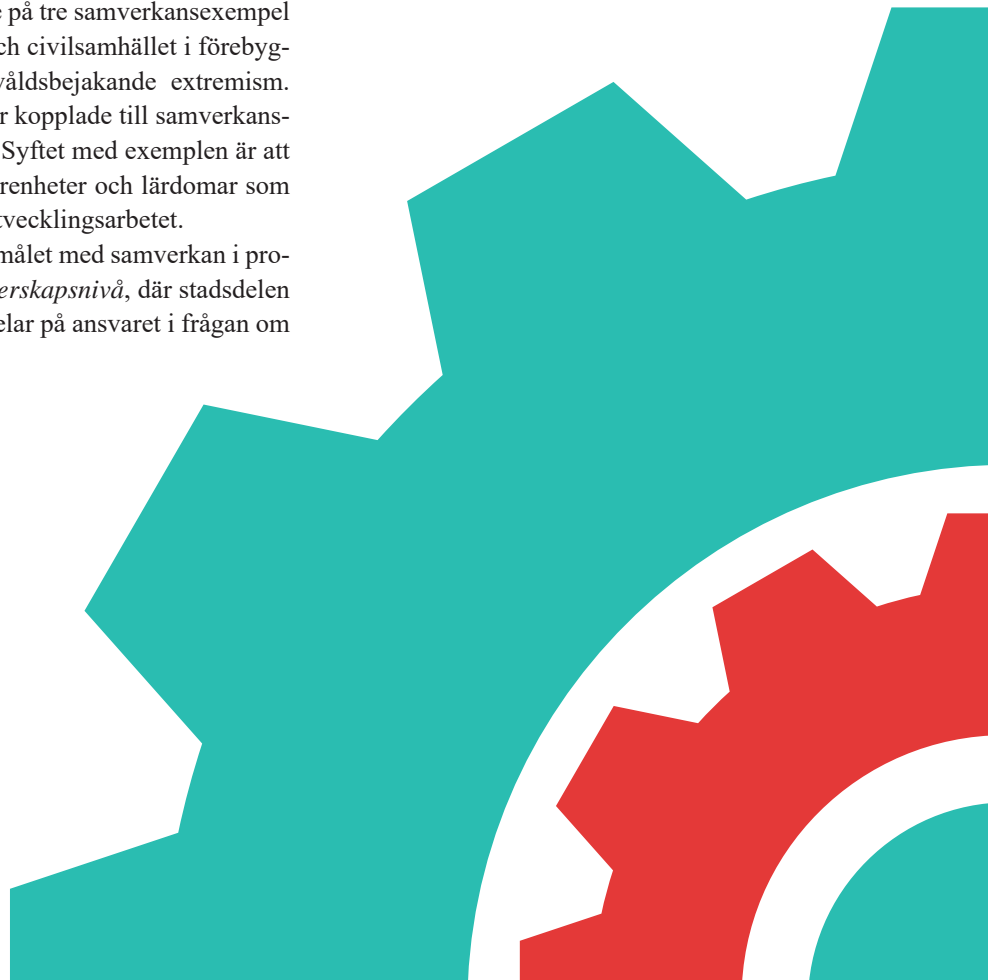 på tre samverkansexempel
ch civilsamhället i förebyg-
våldsbejakande extremism.
r kopplade till samverkans-
Syftet med exemplen är att
renheter och lärdomar som
tvecklingsarbetet.
målet med samverkan i pro-
erskapsnivå, där stadsdelen
elar på ansvaret i frågan om